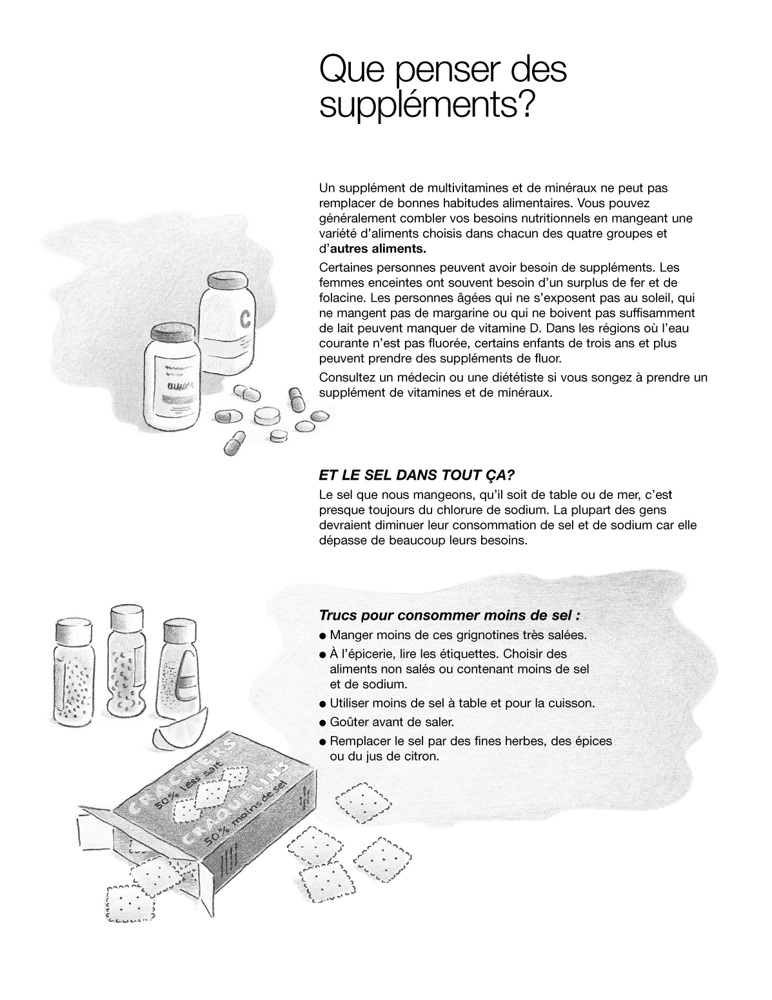 Que penser des
suppléments?
Un supplément de multivitamines et de minéraux ne peut pas
remplacer de bonnes habitudes alimentaires. Vous pouvez
généralement combler vos besoins nutritionnels en mangeant une
variété d’aliments choisis dans chacun des quatre groupes et
d’autres aliments.
Certaines personnes peuvent avoir besoin de suppléments. Les
femmes enceintes ont souvent besoin d’un surplus de fer et de
folacine. Les personnes âgées qui ne s’exposent pas au soleil, qui
ne mangent pas de margarine ou qui ne boivent pas suffisamment
de lait peuvent manquer de vitamine D. Dans les régions où l’eau
courante n’est pas fluorée, certains enfants de trois ans et plus
peuvent prendre des suppléments de fluor.
Consultez un médecin ou une diététiste si vous songez à prendre un
supplément de vitamines et de minéraux.
C
ET LE SEL DANS TOUT ÇA?
Le sel que nous mangeons, qu’il soit de table ou de mer, c’est
presque toujours du chlorure de sodium. La plupart des gens
devraient diminuer leur consommation de sel et de sodium car elle
dépasse de beaucoup leurs besoins.
Trucs pour consommer moins de sel :
● Manger moins de ces grignotines très salées.
● À l’épicerie, lire les étiquettes. Choisir des
aliments non salés ou contenant moins de sel
et de sodium.
● Utiliser moins de sel à table et pour la cuisson.
● Goûter avant de saler.
● Remplacer le sel par des fines herbes, des épices
ou du jus de citron.
CRACKERS
50% less salt
CRAQUELINS
50% moins de sel